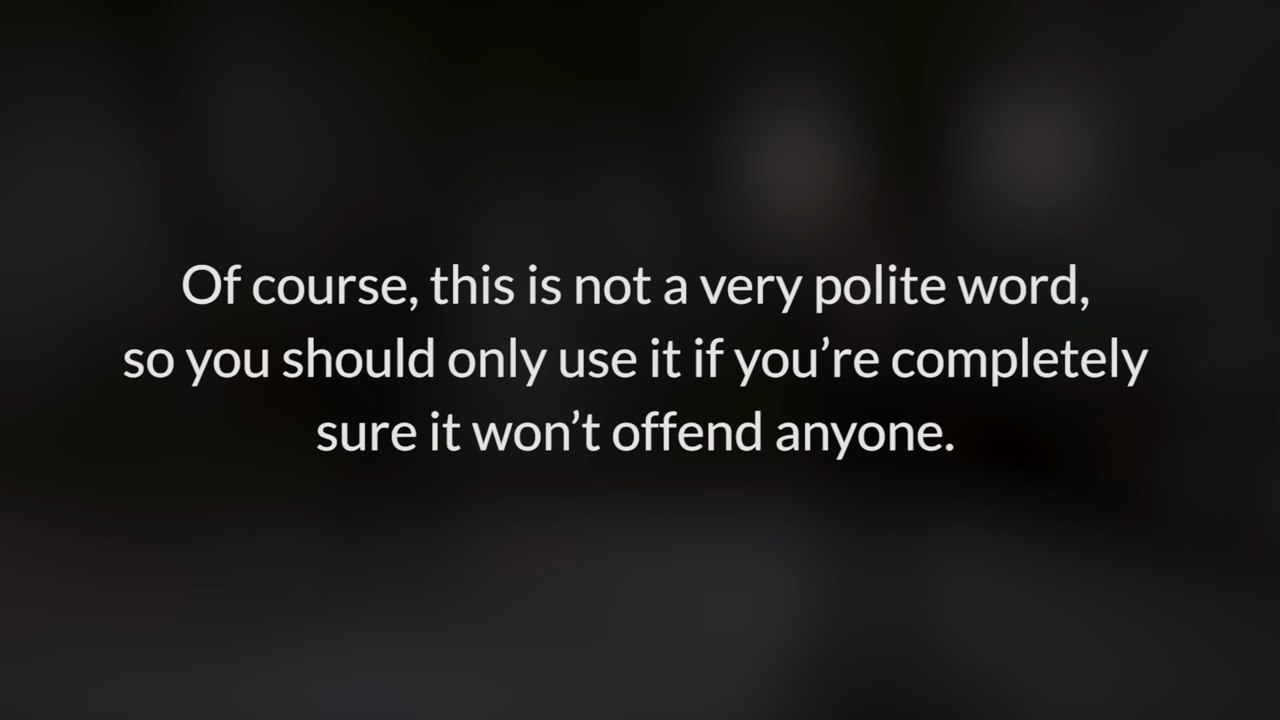 Of course, this is not a very polite word,
so you should only use it if you’re completely
sure it won’t offend anyone.